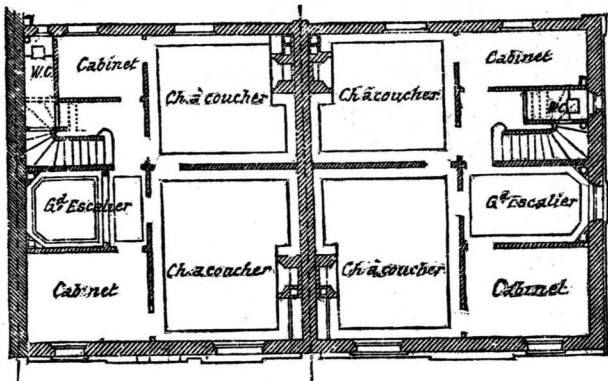 W.C.
Cabinet
Ch. à coucher
Ch. à coucher
Cabinet
W.C.
Gd. Escalier
Gd. Escalier
Cabinet
Ch. à coucher
Ch. à coucher
Cabinet